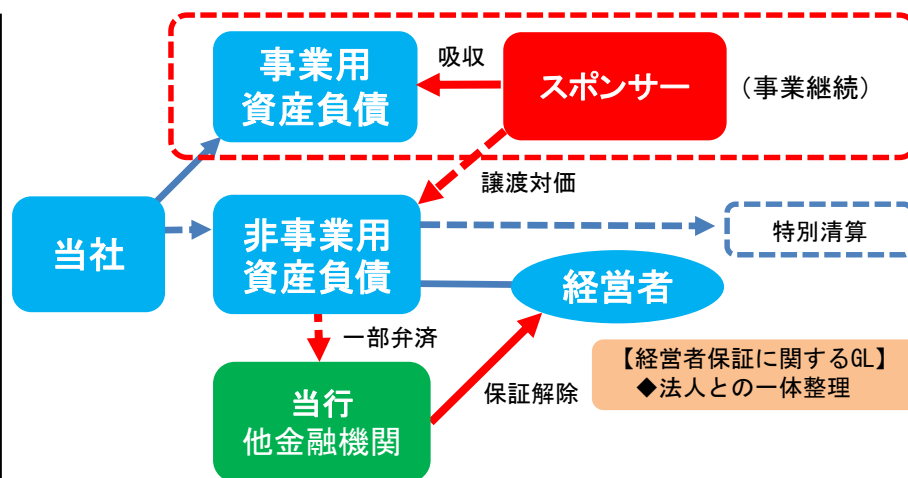 事業用
資産負債
吸収
スポンサー
（事業継続）
譲渡対価
当社
非事業用
資産負債
特別清算
経営者
一部弁済
【経営者保証に関するGL】
◆法人との一体整理
保証解除
当行
他金融機関